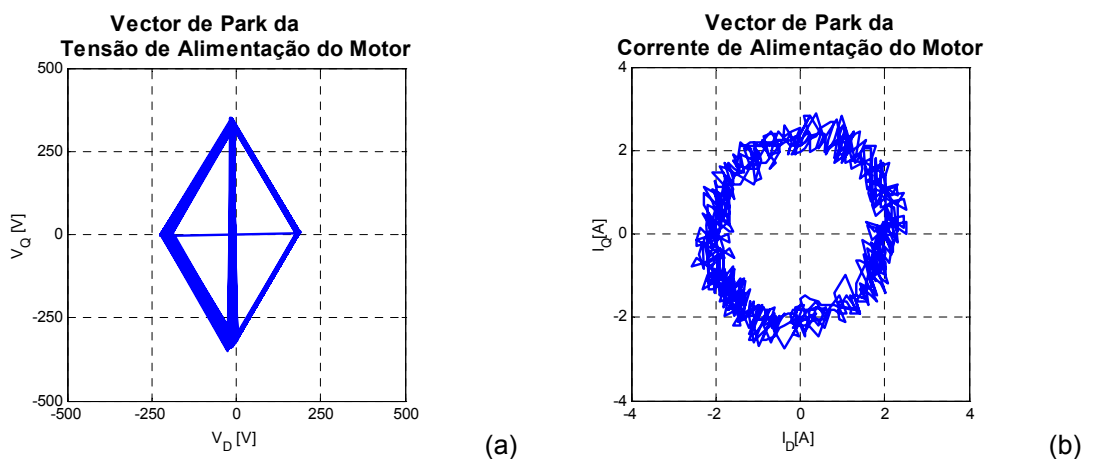 Vector de Park da
Tensão de Alimentação do Motor
500
250
0
-250
-500
-500
-250
0
250
500
V_Q [V]
V_D [V]
(a)
Vector de Park da
Corrente de Alimentação do Motor
4
2
0
-2
-4
-4
-2
0
2
4
I_Q[A]
I_D[A]
(b)